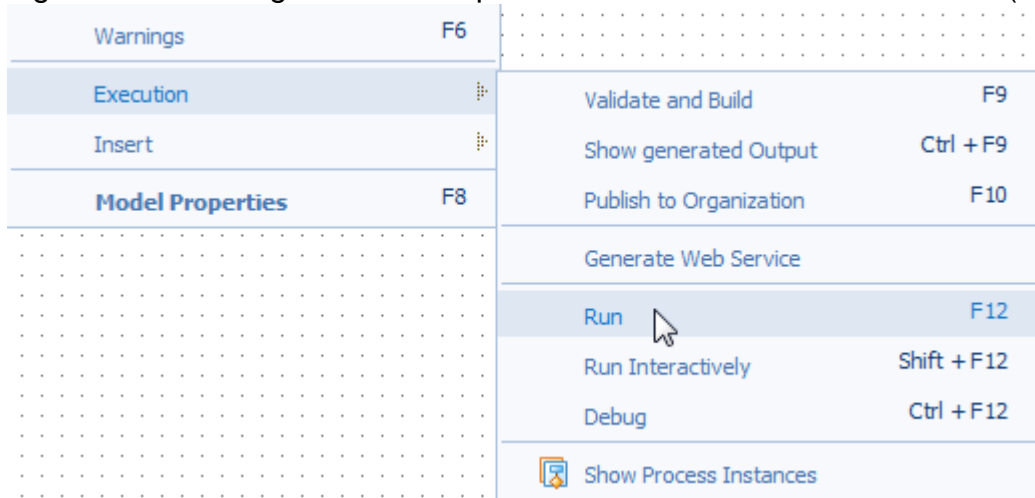 Warnings F6
Execution
Insert
Model Properties F8
Validate and Build F9
Show generated Output Ctrl + F9
Publish to Organization F10
Generate Web Service
Run F12
Run Interactively Shift + F12
Debug Ctrl + F12
Show Process Instances